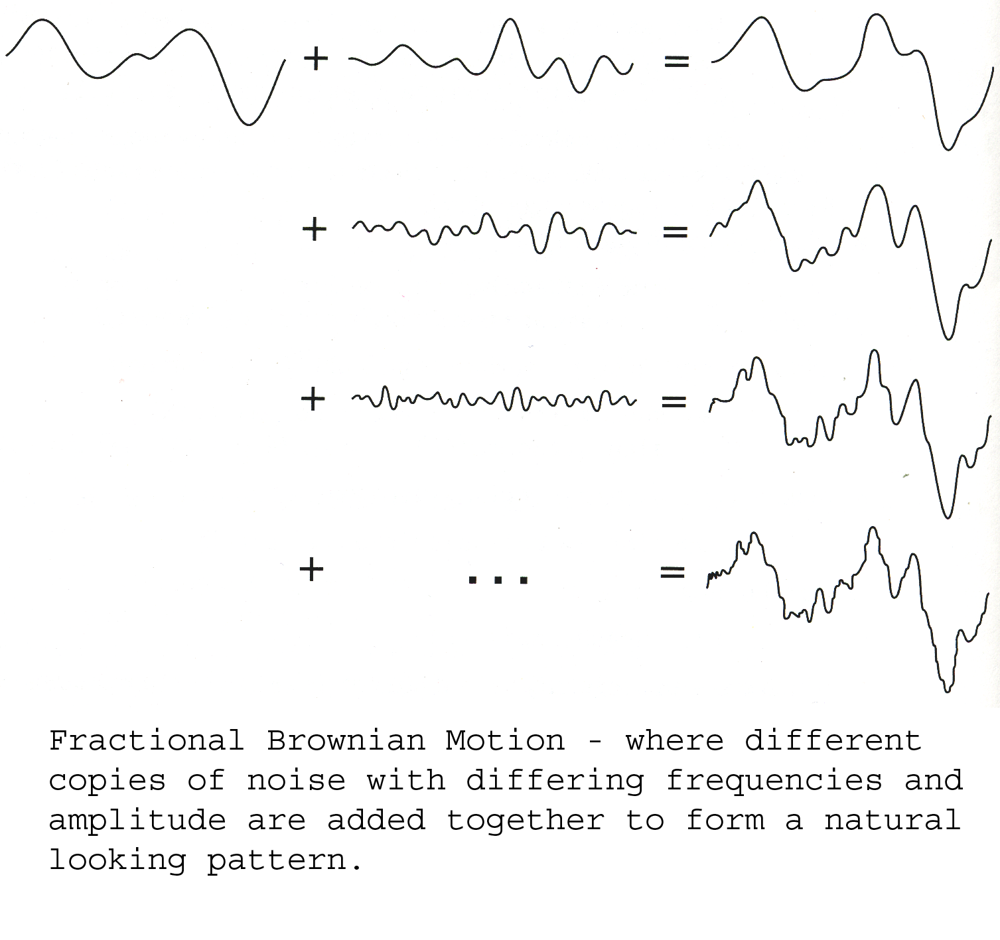 + =
+ =
+ =
+ ... =
Fractional Brownian Motion - where different
copies of noise with differing frequencies and
amplitude are added together to form a natural
looking pattern.